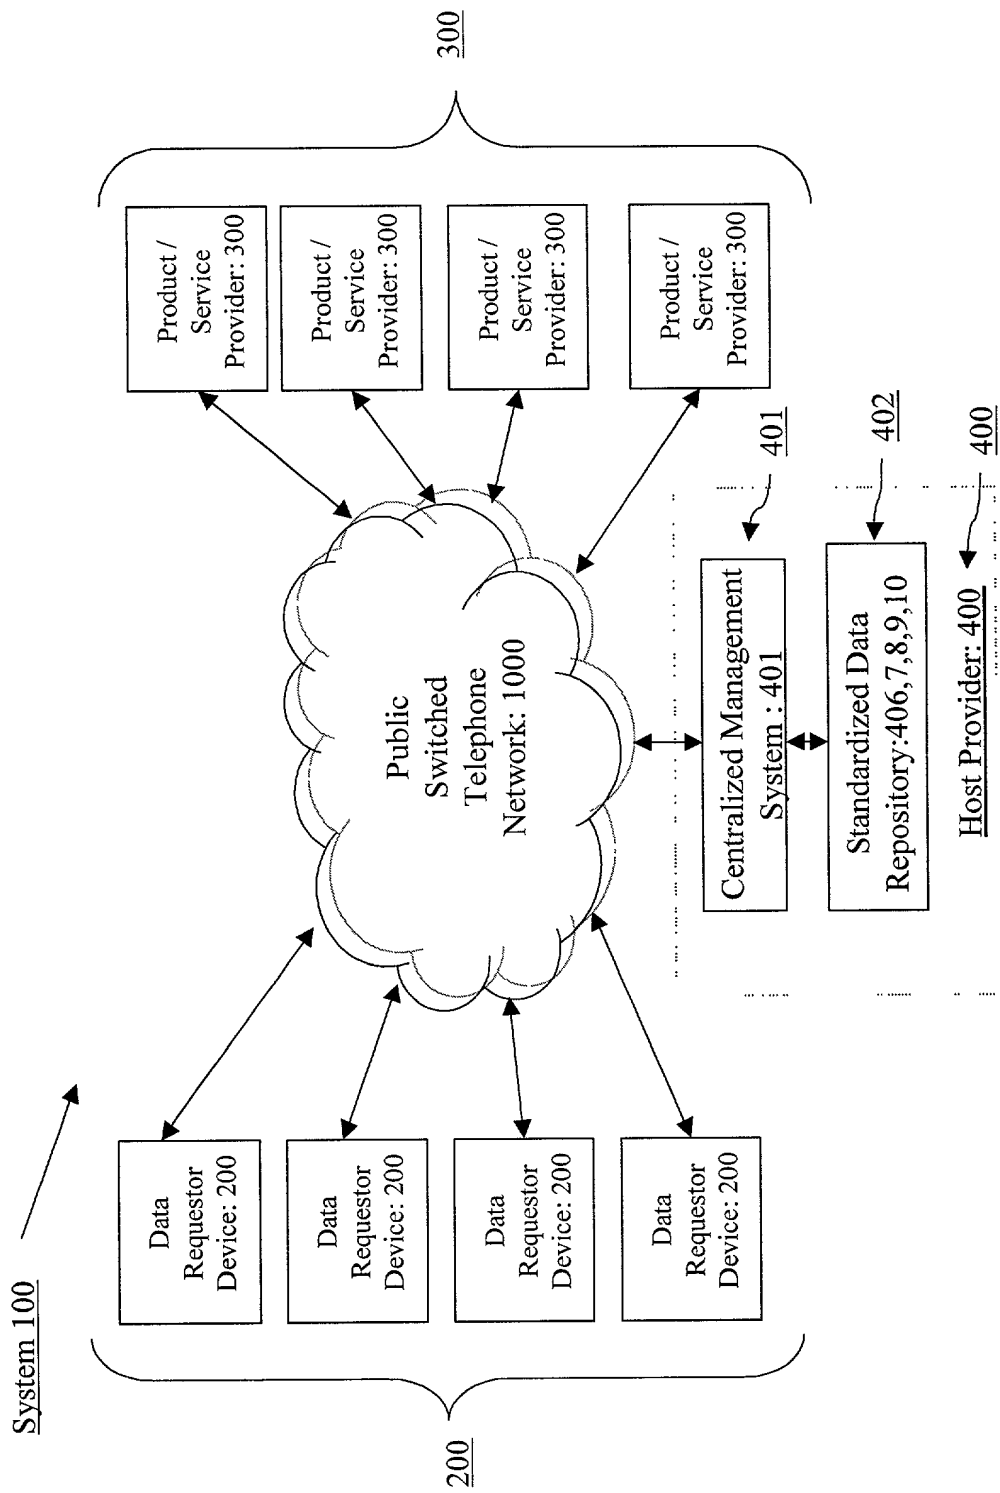 System 100
200
Data
Requestor
Device: 200
Data
Requestor
Device: 200
Data
Requestor
Device: 200
Data
Requestor
Device: 200
Public
Switched
Telephone
Network: 1000
300
Product /
Service
Provider: 300
Product /
Service
Provider: 300
Product /
Service
Provider: 300
Product /
Service
Provider: 300
Centralized Management
System : 401
401
Standardized Data
Repository:406,7,8,9,10
402
Host Provider: 400
400